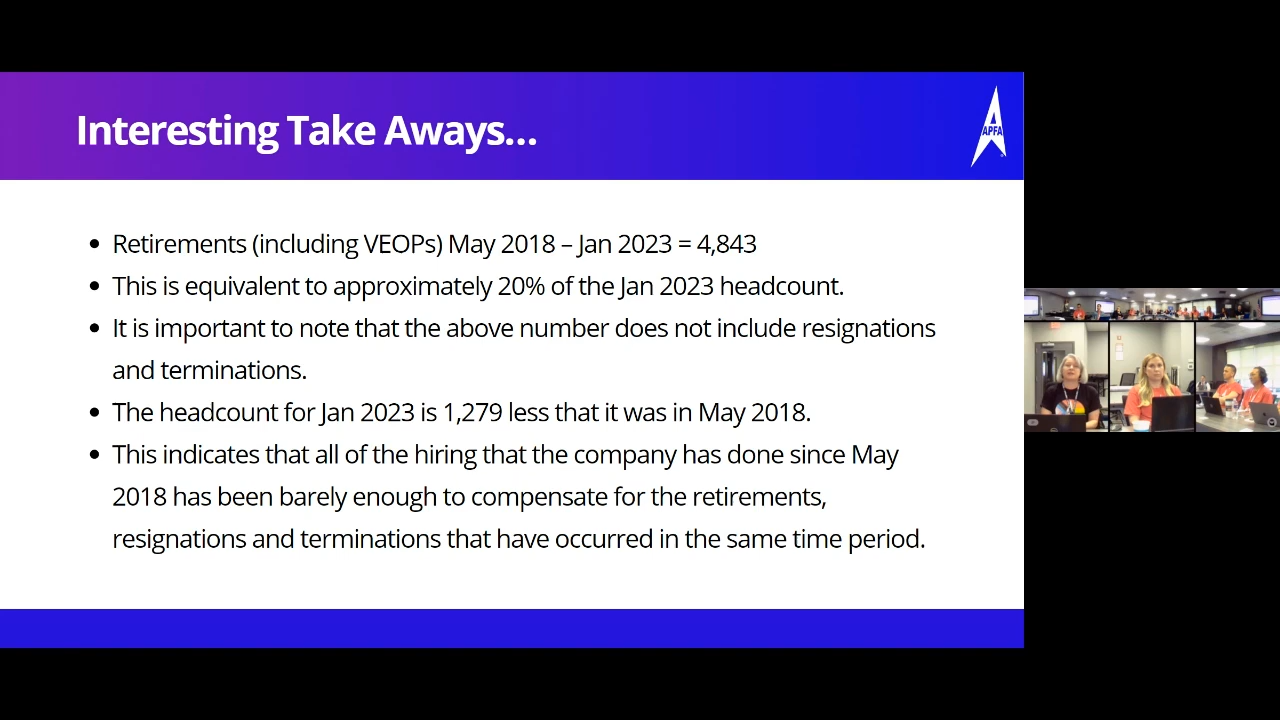 Interesting Take Aways...
APFA
• Retirements (including VEOPs) May 2018 – Jan 2023 = 4,843
• This is equivalent to approximately 20% of the Jan 2023 headcount.
• It is important to note that the above number does not include resignations
and terminations.
• The headcount for Jan 2023 is 1,279 less that it was in May 2018.
• This indicates that all of the hiring that the company has done since May
2018 has been barely enough to compensate for the retirements,
resignations and terminations that have occurred in the same time period.